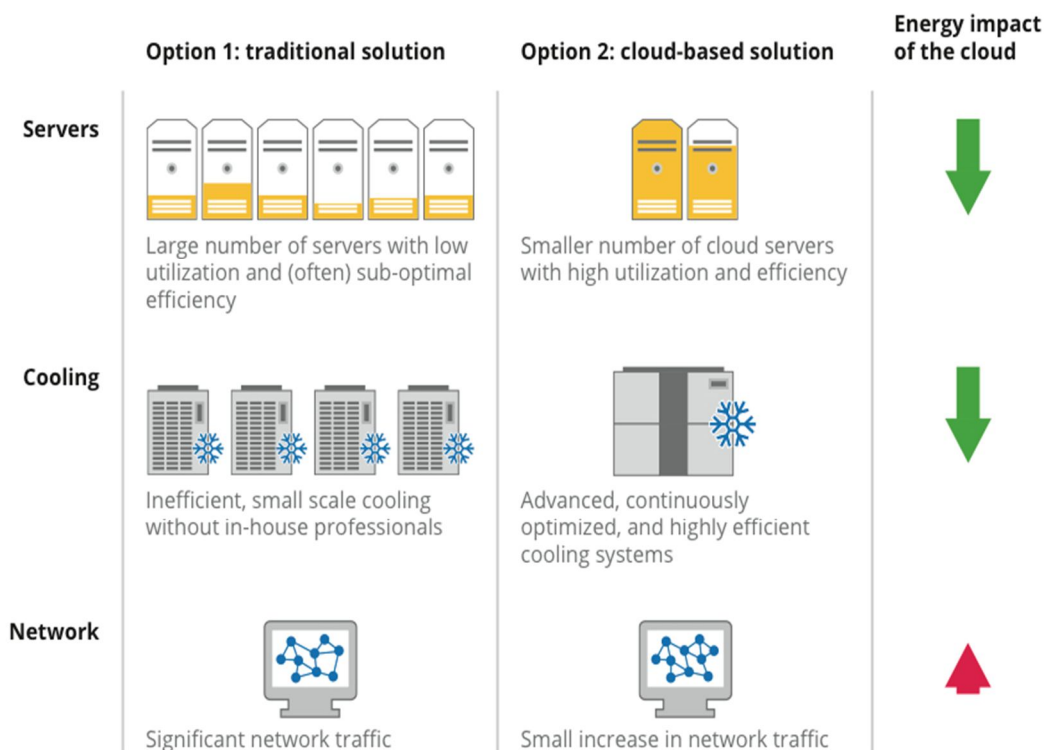 Option 1: traditional solution
Option 2: cloud-based solution
Energy impact
of the cloud
Servers
Large number of servers with low
utilization and (often) sub-optimal
efficiency
Smaller number of cloud servers
with high utilization and efficiency
Cooling
Inefficient, small scale cooling
without in-house professionals
Advanced, continuously
optimized, and highly efficient
cooling systems
Network
Significant network traffic
Small increase in network traffic